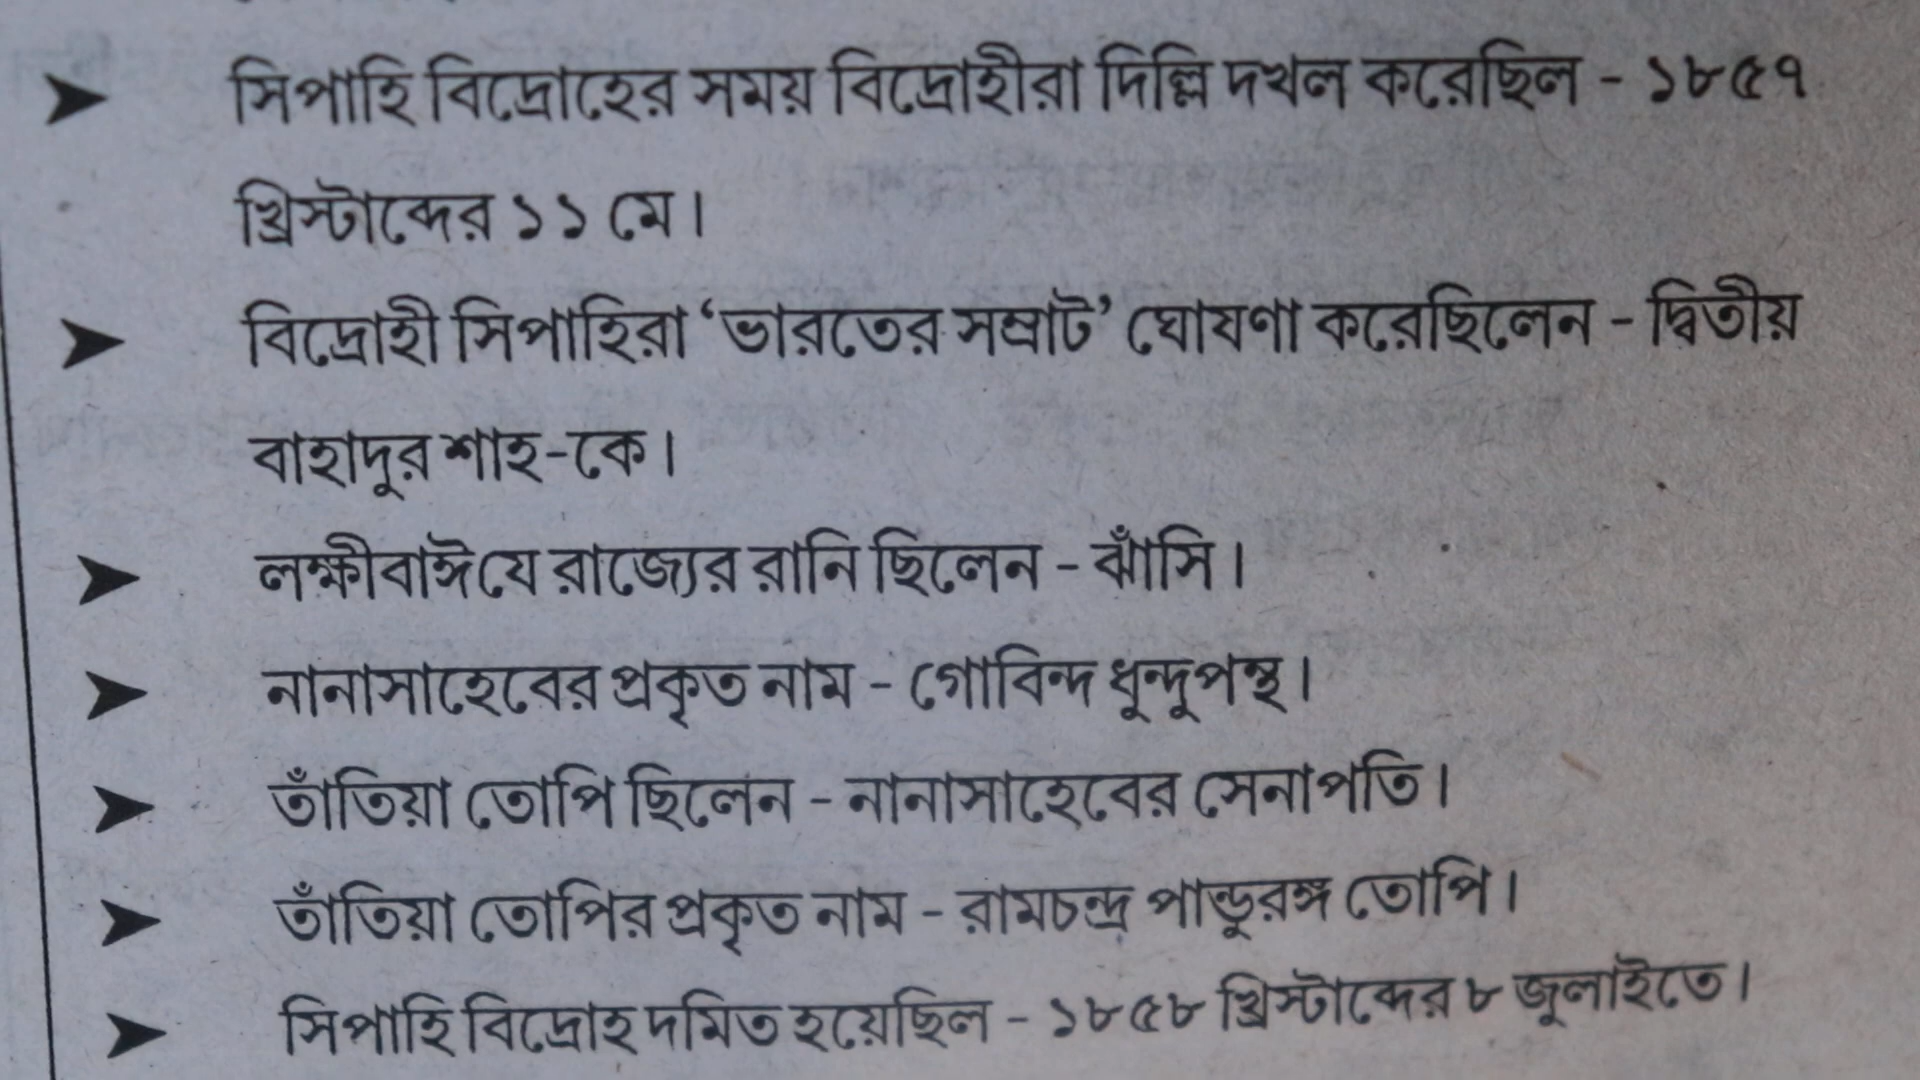 ➤ সিপাহি বিদ্রোহের সময় বিদ্রোহীরা দিল্লি দখল করেছিল - ১৮৫৭
খ্রিস্টাব্দের ১১ মে।
➤ বিদ্রোহী সিপাহিরা ‘ভারতের সম্রাট’ ঘোষণা করেছিলেন - দ্বিতীয়
বাহাদুর শাহ-কে।
➤ লক্ষ্মীবাঈ যে রাজ্যের রানি ছিলেন - ঝাঁসি।
➤ নানাসাহেবের প্রকৃত নাম - গোবিন্দ ধুন্দুপন্থ।
➤ তাঁতিয়া তোপি ছিলেন - নানাসাহেবের সেনাপতি।
➤ তাঁতিয়া তোপির প্রকৃত নাম - রামচন্দ্র পান্ডুরঙ্গ তোপি।
➤ সিপাহি বিদ্রোহ দমিত হয়েছিল - ১৮৫৮ খ্রিস্টাব্দের ৮ জুলাইতে।